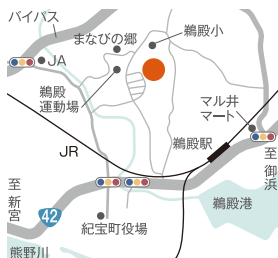 バイパス
まなびの郷
鵜殿小
JA
鵜殿
運動場
マル井
マート
鵜殿駅
JR
至御浜
至新宮
42
鵜殿港
紀宝町役場
熊野川